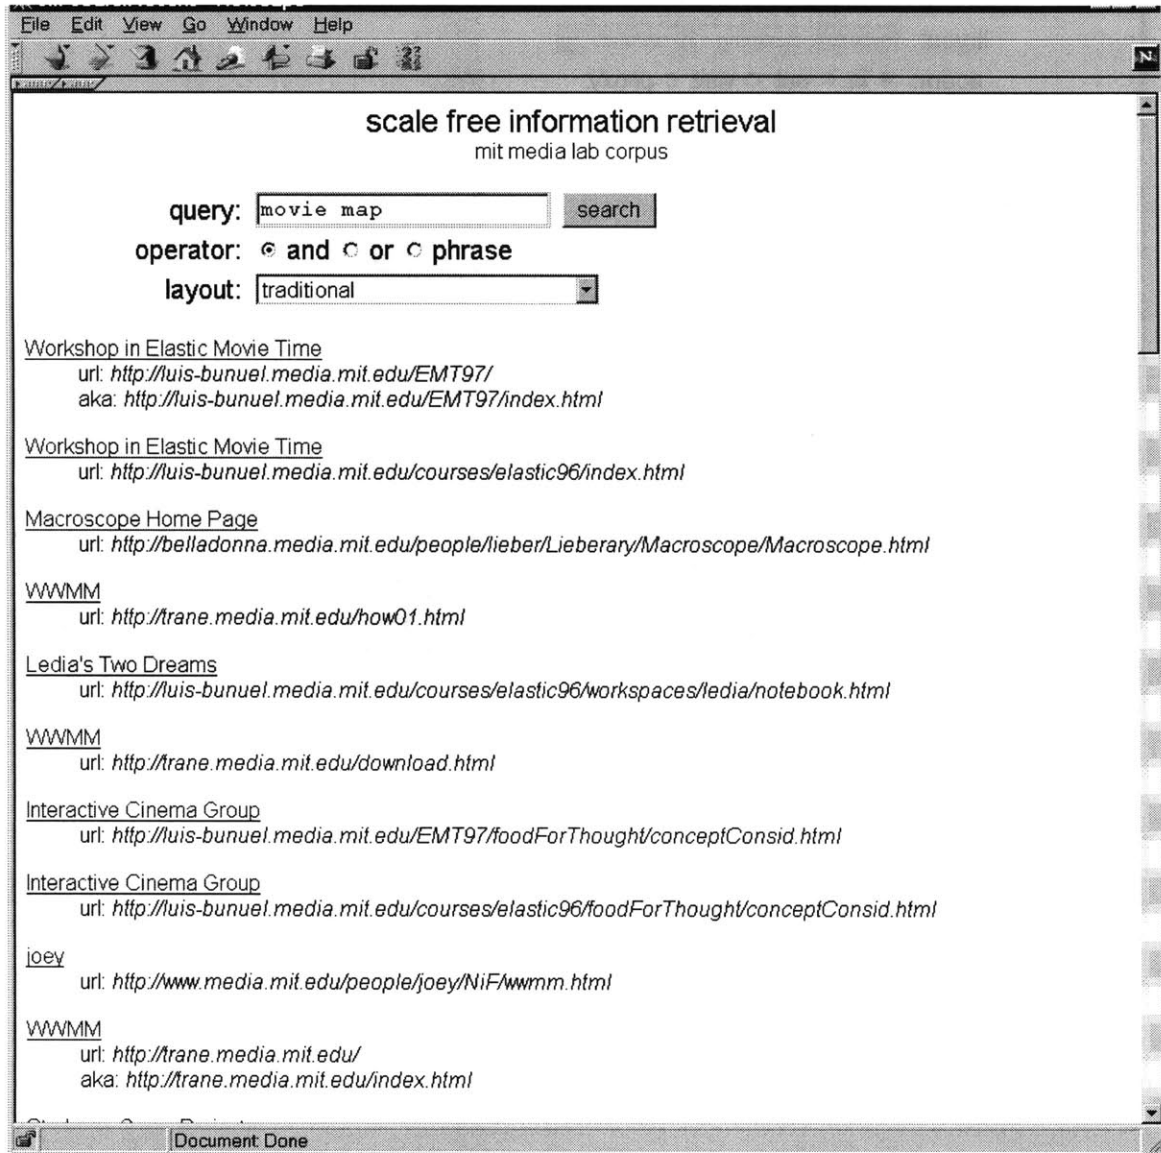 File Edit View Go Window Help
N
scale free information retrieval
mit media lab corpus
query: movie map search
operator: and or phrase
layout: traditional
Workshop in Elastic Movie Time
url: http://luis-bunuel.media.mit.edu/EMT97/
aka: http://luis-bunuel.media.mit.edu/EMT97/index.html
Workshop in Elastic Movie Time
url: http://luis-bunuel.media.mit.edu/courses/elastic96/index.html
Macroscope Home Page
url: http://belladonna.media.mit.edu/people/lieber/Lieberary/Macroscope/Macroscope.html
WWMM
url: http://trane.media.mit.edu/how01.html
Ledia's Two Dreams
url: http://luis-bunuel.media.mit.edu/courses/elastic96/workspaces/ledia/notebook.html
WWMM
url: http://trane.media.mit.edu/download.html
Interactive Cinema Group
url: http://luis-bunuel.media.mit.edu/EMT97/foodForThought/conceptConsid.html
Interactive Cinema Group
url: http://luis-bunuel.media.mit.edu/courses/elastic96/foodForThought/conceptConsid.html
joey
url: http://www.media.mit.edu/people/joey/NiF/wwmm.html
WWMM
url: http://trane.media.mit.edu/
aka: http://trane.media.mit.edu/index.html
Document: Done